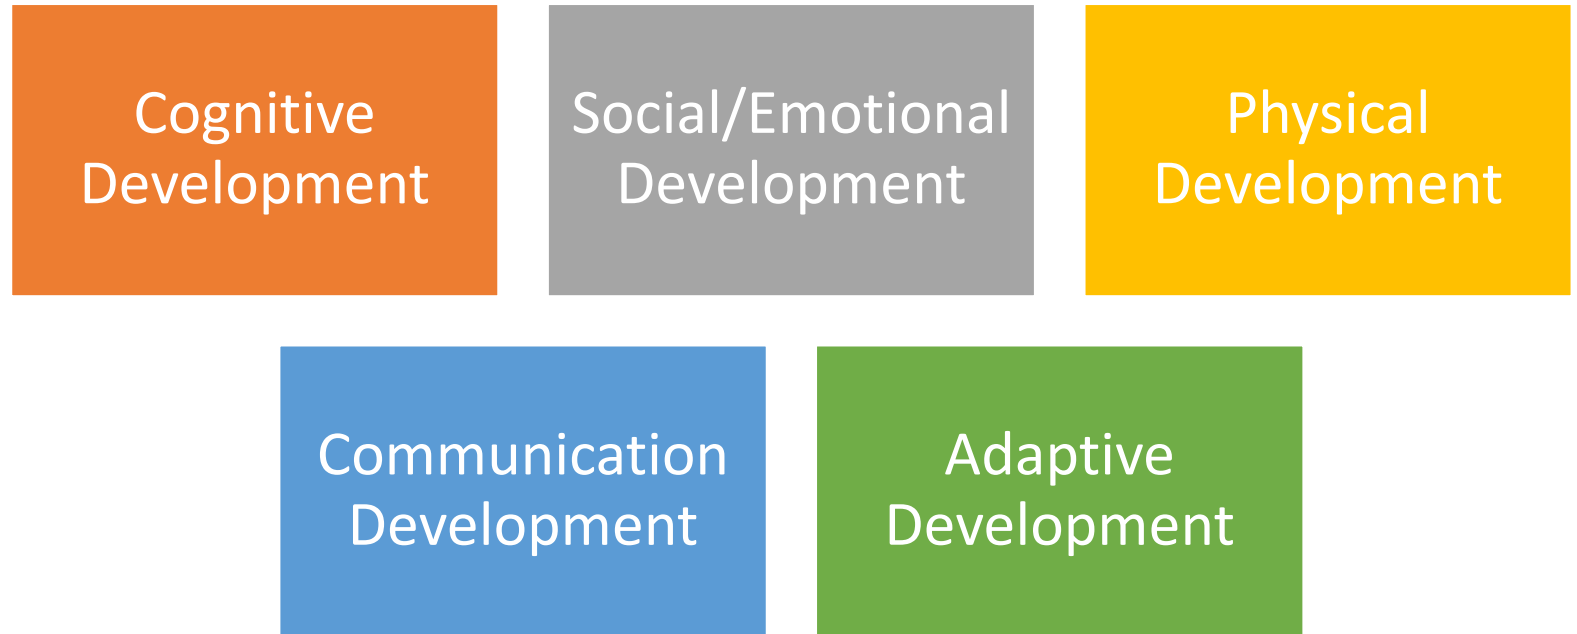 Cognitive
Development
Social/Emotional
Development
Physical
Development
Communication
Development
Adaptive
Development